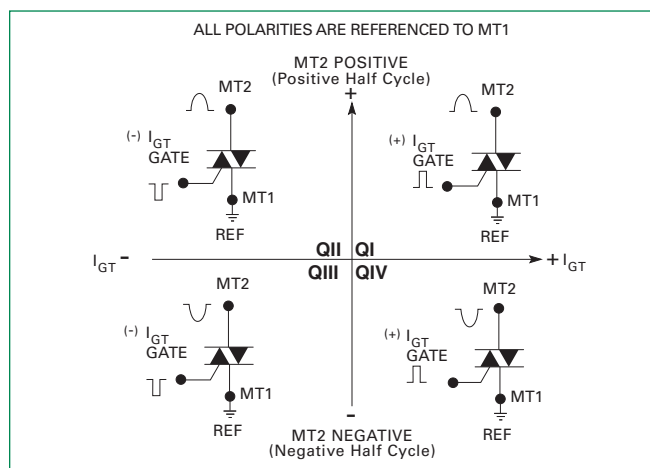 ALL POLARITIES ARE REFERENCED TO MT1
MT2 POSITIVE
(Positive Half Cycle)
+
MT2
(-) IGT
GATE
MT1
REF
MT2
(+) IGT
GATE
MT1
REF
IGT -
QII QI
QIII QIV
+ IGT
MT2
(-) IGT
GATE
MT1
REF
MT2
(+) IGT
GATE
MT1
REF
-
MT2 NEGATIVE
(Negative Half Cycle)